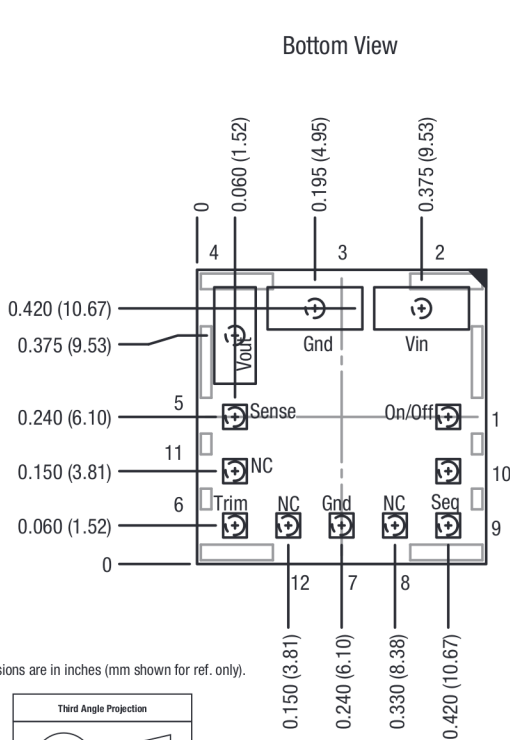 Bottom View
0
0.060 (1.52)
0.195 (4.95)
0.375 (9.53)
4
3
2
0.420 (10.67)
0.375 (9.53)
Vout
Gnd
Vin
5
0.240 (6.10)
Sense
On/Off
1
11
0.150 (3.81)
NC
10
6
Trim
NC
Gnd
NC
Seq
0.060 (1.52)
9
0
12
7
8
0.150 (3.81)
0.240 (6.10)
0.330 (8.38)
0.420 (10.67)
are in inches (mm shown for ref. only).
Third Angle Projection